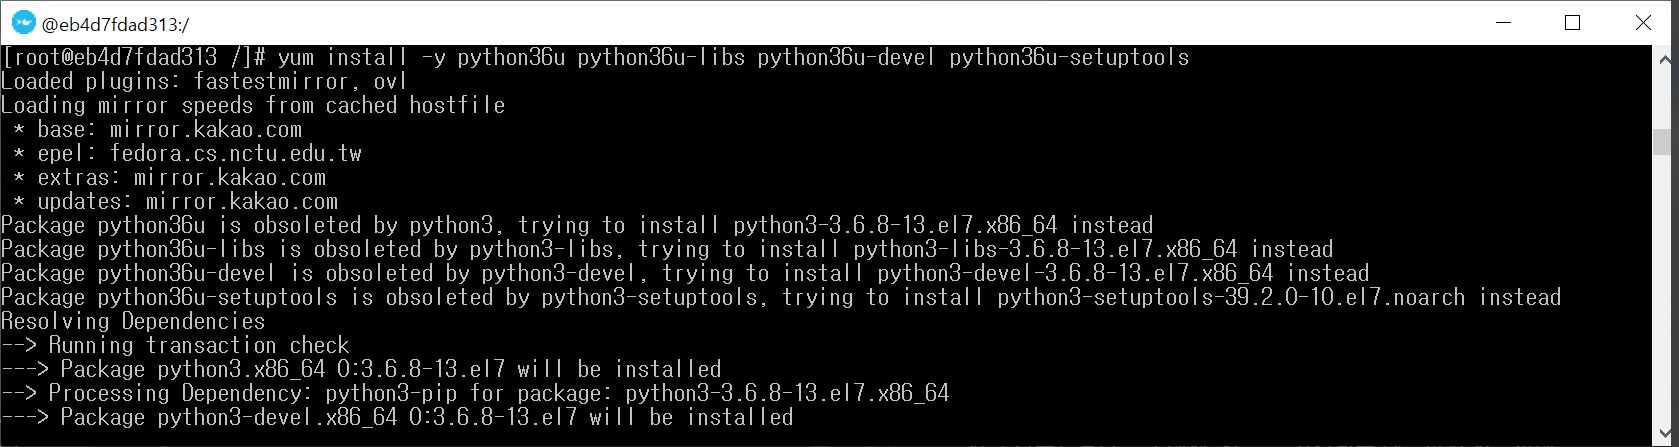 @eb4d7fdad313:/
[root@eb4d7fdad313 /]# yum install -y python36u python36u-libs python36u-devel python36u-setuptools
Loaded plugins: fastestmirror, ovl
Loading mirror speeds from cached hostfile
 * base: mirror.kakao.com
 * epel: fedora.cs.nctu.edu.tw
 * extras: mirror.kakao.com
 * updates: mirror.kakao.com
Package python36u is obsoleted by python3, trying to install python3-3.6.8-13.el7.x86_64 instead
Package python36u-libs is obsoleted by python3-libs, trying to install python3-libs-3.6.8-13.el7.x86_64 instead
Package python36u-devel is obsoleted by python3-devel, trying to install python3-devel-3.6.8-13.el7.x86_64 instead
Package python36u-setuptools is obsoleted by python3-setuptools, trying to install python3-setuptools-39.2.0-10.el7.noarch instead
Resolving Dependencies
--> Running transaction check
---> Package python3.x86_64 0:3.6.8-13.el7 will be installed
--> Processing Dependency: python3-pip for package: python3-3.6.8-13.el7.x86_64
---> Package python3-devel.x86_64 0:3.6.8-13.el7 will be installed